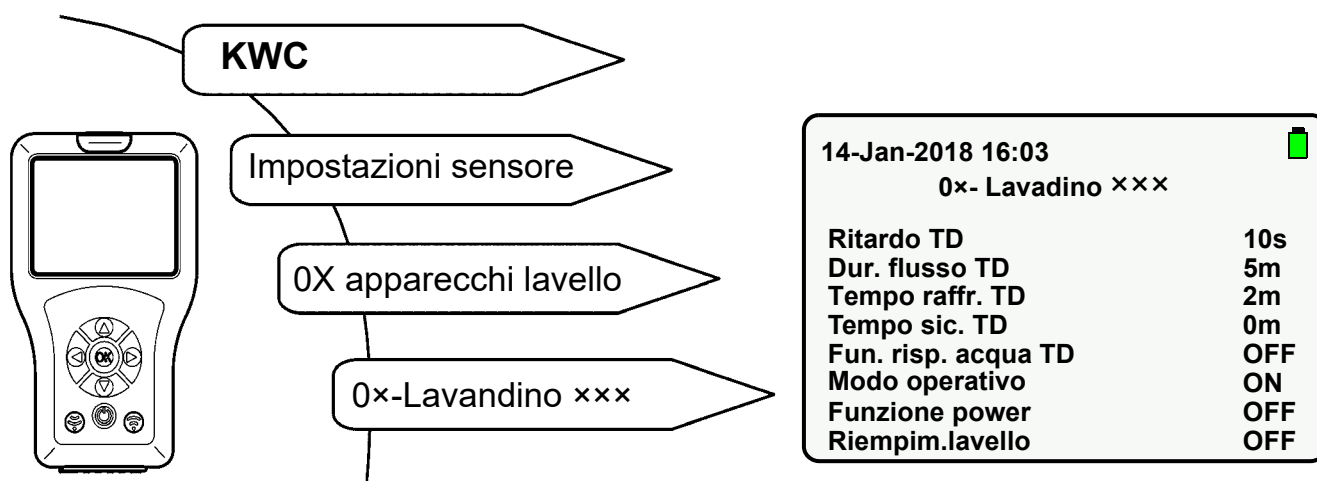 KWC
Impostazioni sensore
0X apparecchi lavello
0×-Lavandino ×××
OK
14-Jan-2018 16:03
0×- Lavadino ×××
Ritardo TD 10s
Dur. flusso TD 5m
Tempo raffr. TD 2m
Tempo sic. TD 0m
Fun. risp. acqua TD OFF
Modo operativo ON
Funzione power OFF
Riempim.lavello OFF